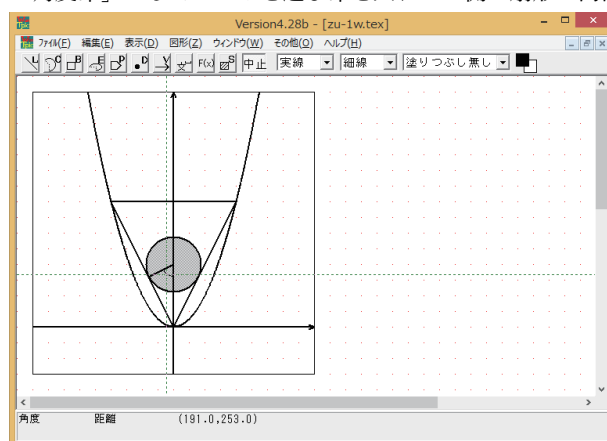 Version4.28b - [zu-1w.tex]
ﾌｧｲﾙ(F) 編集(E) 表示(D) 図形(Z) ウィンドウ(W) その他(O) ヘルプ(H)
L C B E P D V F(x) S 中止 実線 細線 塗りつぶし無し
角度 距離 (191.0,253.0)